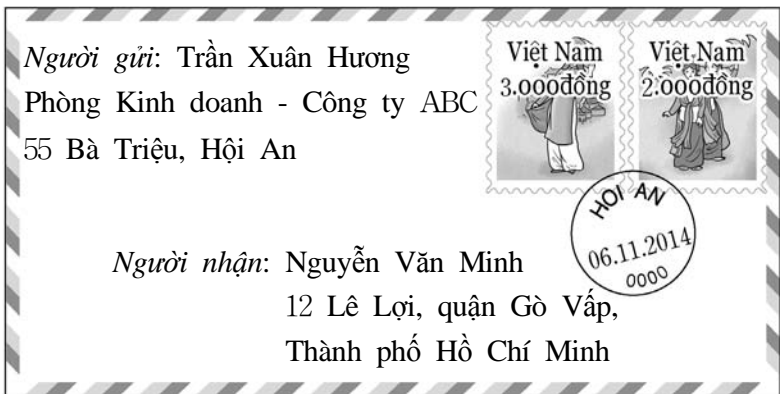 Người gửi: Trần Xuân Hương
Phòng Kinh doanh - Công ty ABC
55 Bà Triệu, Hội An
Việt Nam
3.000đồng
Việt Nam
2.000đồng
HOI AN
06.11.2014
0000
Người nhận: Nguyễn Văn Minh
12 Lê Lợi, quận Gò Vấp,
Thành phố Hồ Chí Minh